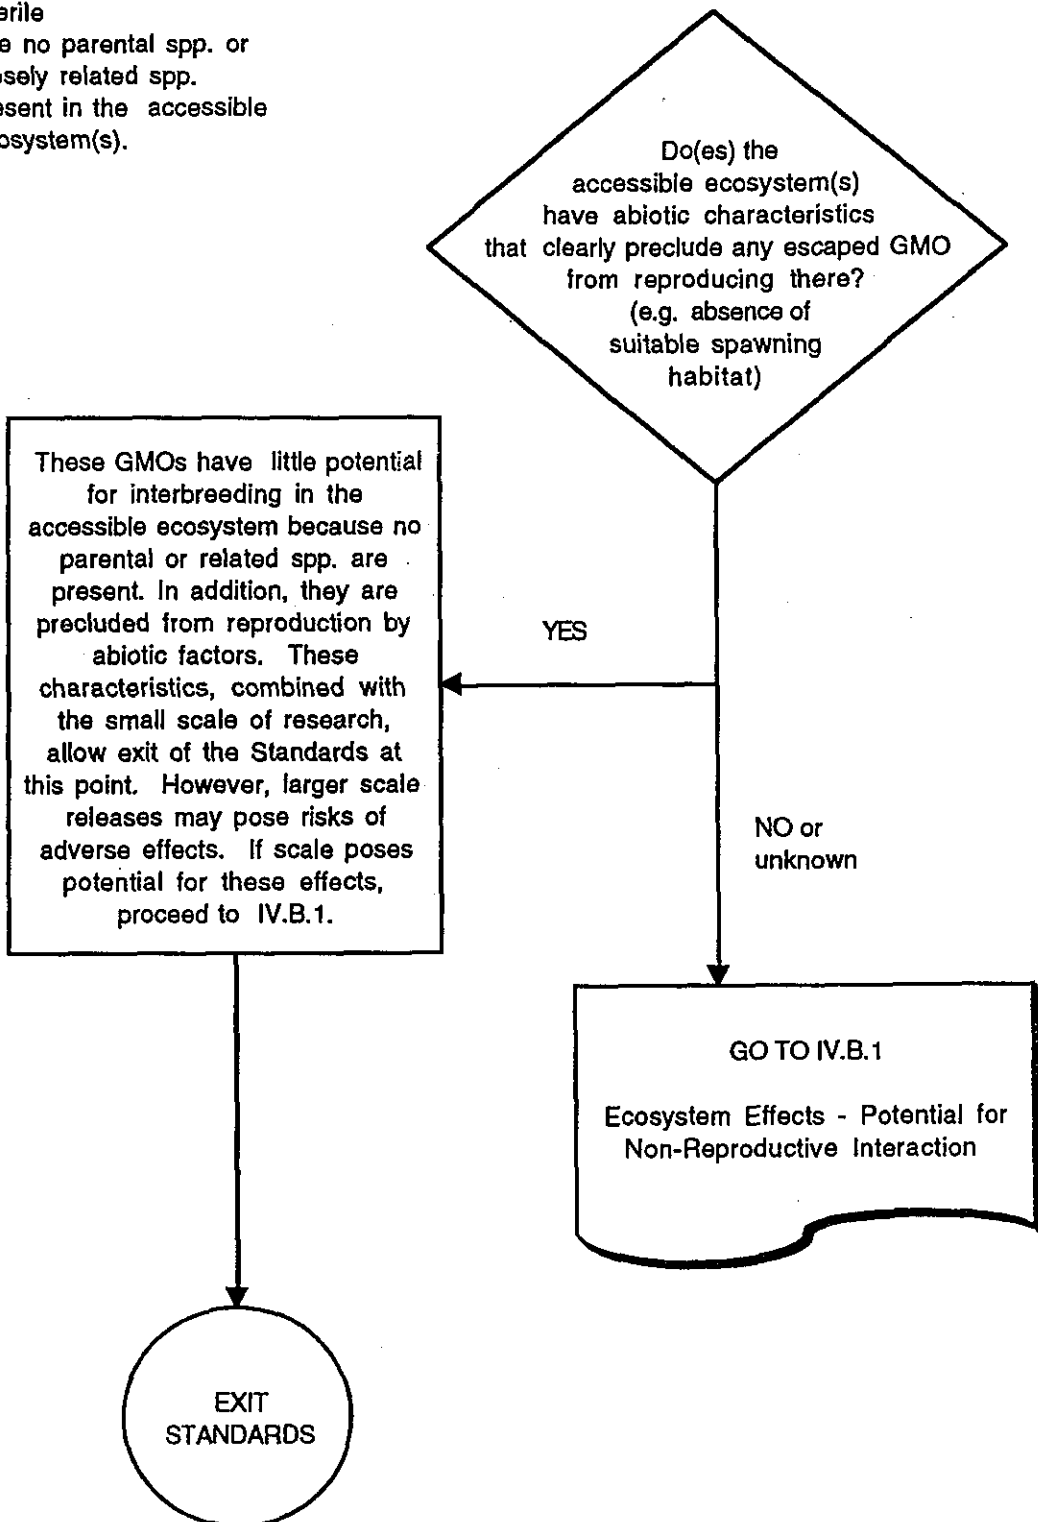 erile
e no parental spp. or
sely related spp.
esent in the accessible
osystem(s).
Do(es) the
accessible ecosystem(s)
have abiotic characteristics
that clearly preclude any escaped GMO
from reproducing there?
(e.g. absence of
suitable spawning
habitat)
These GMOs have little potential
for interbreeding in the
accessible ecosystem because no
parental or related spp. are
present. In addition, they are
precluded from reproduction by
abiotic factors. These
characteristics, combined with
the small scale of research,
allow exit of the Standards at
this point. However, larger scale
releases may pose risks of
adverse effects. If scale poses
potential for these effects,
proceed to IV.B.1.
YES
NO or
unknown
GO TO IV.B.1
Ecosystem Effects - Potential for
Non-Reproductive Interaction
EXIT
STANDARDS